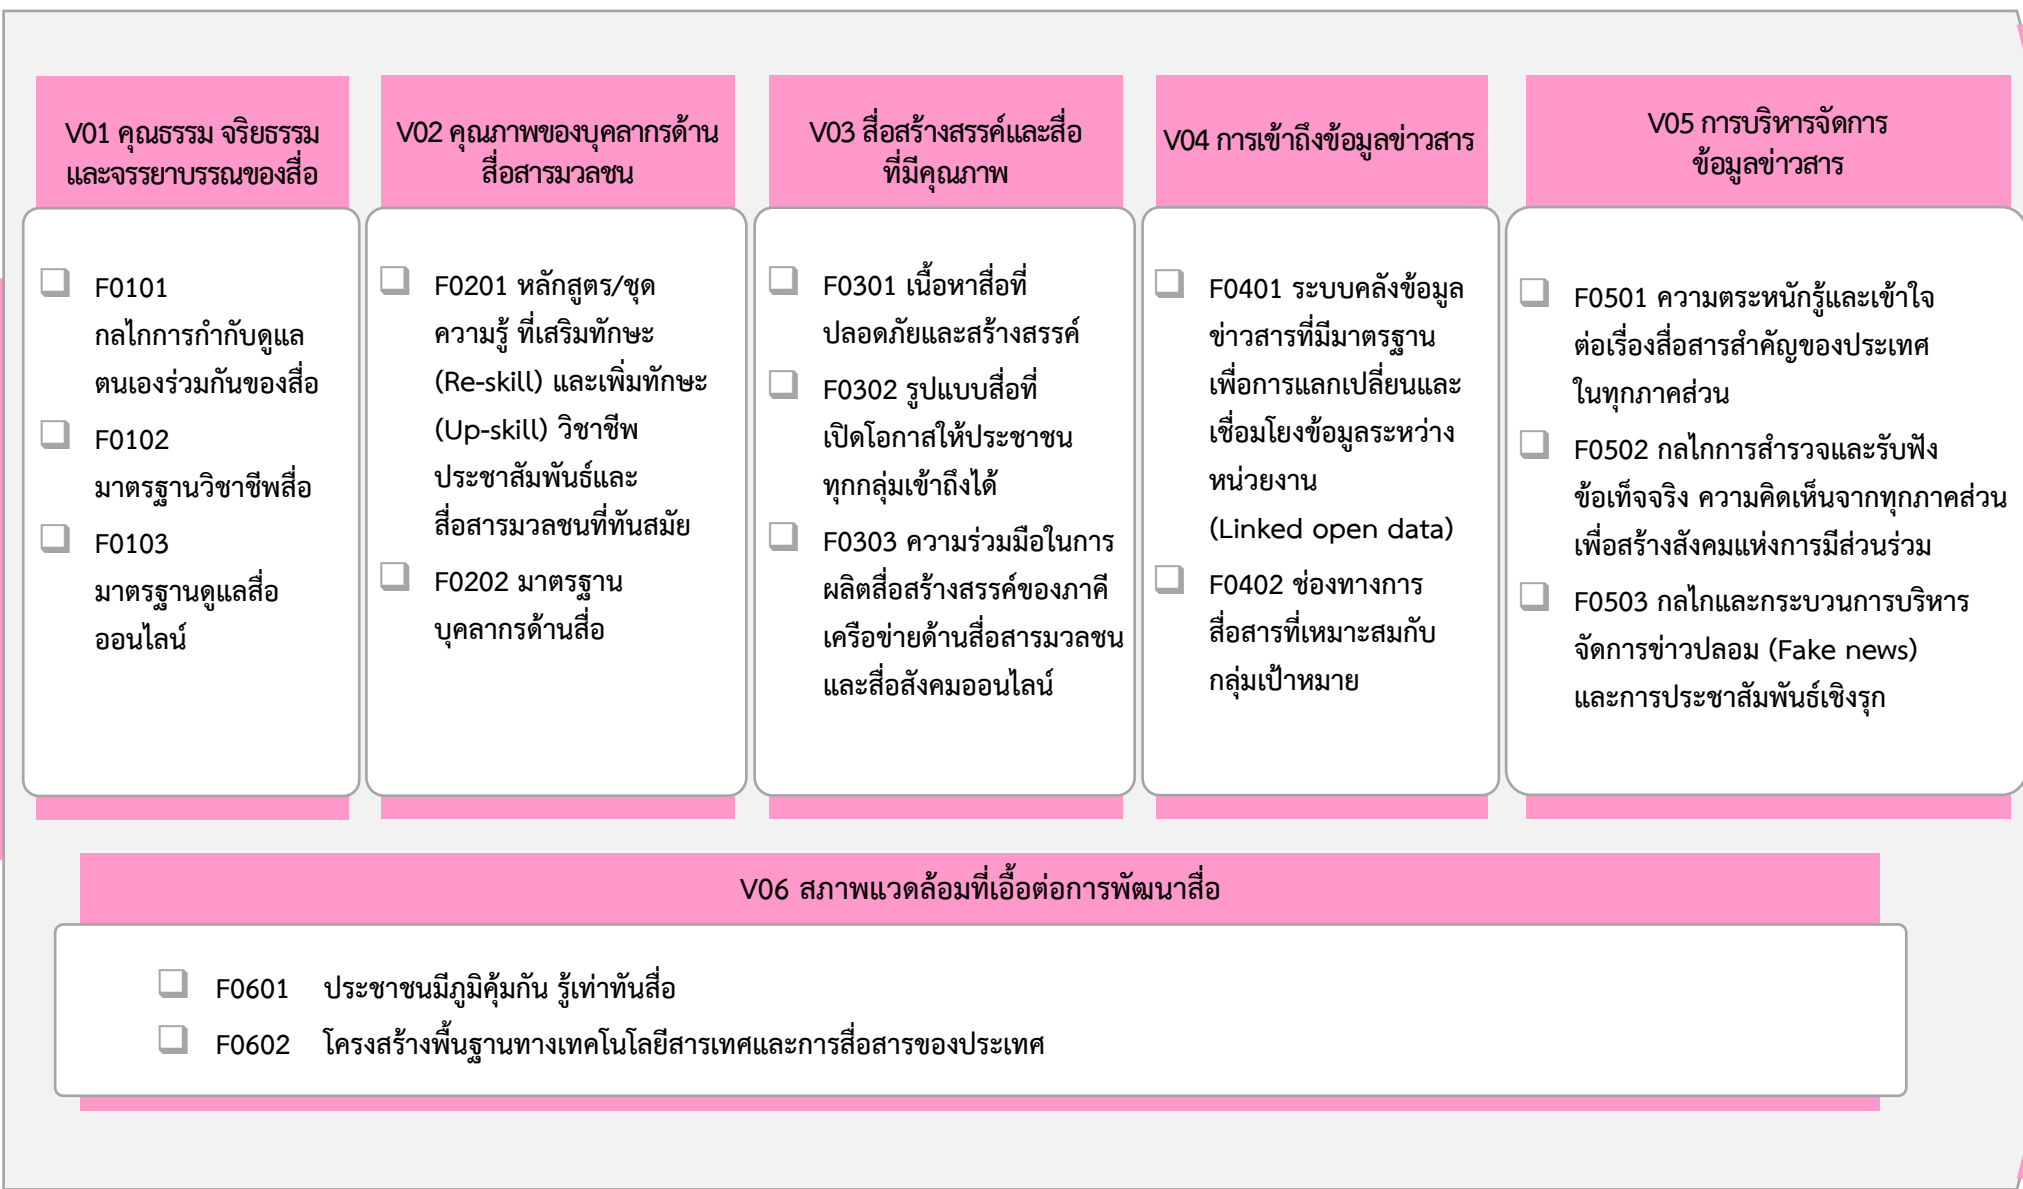 V01 คุณธรรม จริยธรรม
และจรรยาบรรณของสื่อ
F0101
กลไกการกำกับดูแล
ตนเองร่วมกันของสื่อ
F0102
มาตรฐานวิชาชีพสื่อ
F0103
มาตรฐานดูแลสื่อ
ออนไลน์
V02 คุณภาพของบุคลากรด้าน
สื่อสารมวลชน
F0201 หลักสูตร/ชุด
ความรู้ ที่เสริมทักษะ
(Re-skill) และเพิ่มทักษะ
(Up-skill) วิชาชีพ
ประชาสัมพันธ์และ
สื่อสารมวลชนที่ทันสมัย
F0202 มาตรฐาน
บุคลากรด้านสื่อ
V03 สื่อสร้างสรรค์และสื่อ
ที่มีคุณภาพ
F0301 เนื้อหาสื่อที่
ปลอดภัยและสร้างสรรค์
F0302 รูปแบบสื่อที่
เปิดโอกาสให้ประชาชน
ทุกกลุ่มเข้าถึงได้
F0303 ความร่วมมือในการ
ผลิตสื่อสร้างสรรค์ของภาคี
เครือข่ายด้านสื่อสารมวลชน
และสื่อสังคมออนไลน์
V04 การเข้าถึงข้อมูลข่าวสาร
F0401 ระบบคลังข้อมูล
ข่าวสารที่มีมาตรฐาน
เพื่อการแลกเปลี่ยนและ
เชื่อมโยงข้อมูลระหว่าง
หน่วยงาน
(Linked open data)
F0402 ช่องทางการ
สื่อสารที่เหมาะสมกับ
กลุ่มเป้าหมาย
V05 การบริหารจัดการ
ข้อมูลข่าวสาร
F0501 ความตระหนักรู้และเข้าใจ
ต่อเรื่องสื่อสารสำคัญของประเทศ
ในทุกภาคส่วน
F0502 กลไกการสำรวจและรับฟัง
ข้อเท็จจริง ความคิดเห็นจากทุกภาคส่วน
เพื่อสร้างสังคมแห่งการมีส่วนร่วม
F0503 กลไกและกระบวนการบริหาร
จัดการข่าวปลอม (Fake news)
และการประชาสัมพันธ์เชิงรุก
V06 สภาพแวดล้อมที่เอื้อต่อการพัฒนาสื่อ
F0601 ประชาชนมีภูมิคุ้มกัน รู้เท่าทันสื่อ
F0602 โครงสร้างพื้นฐานทางเทคโนโลยีสารเทศและการสื่อสารของประเทศ